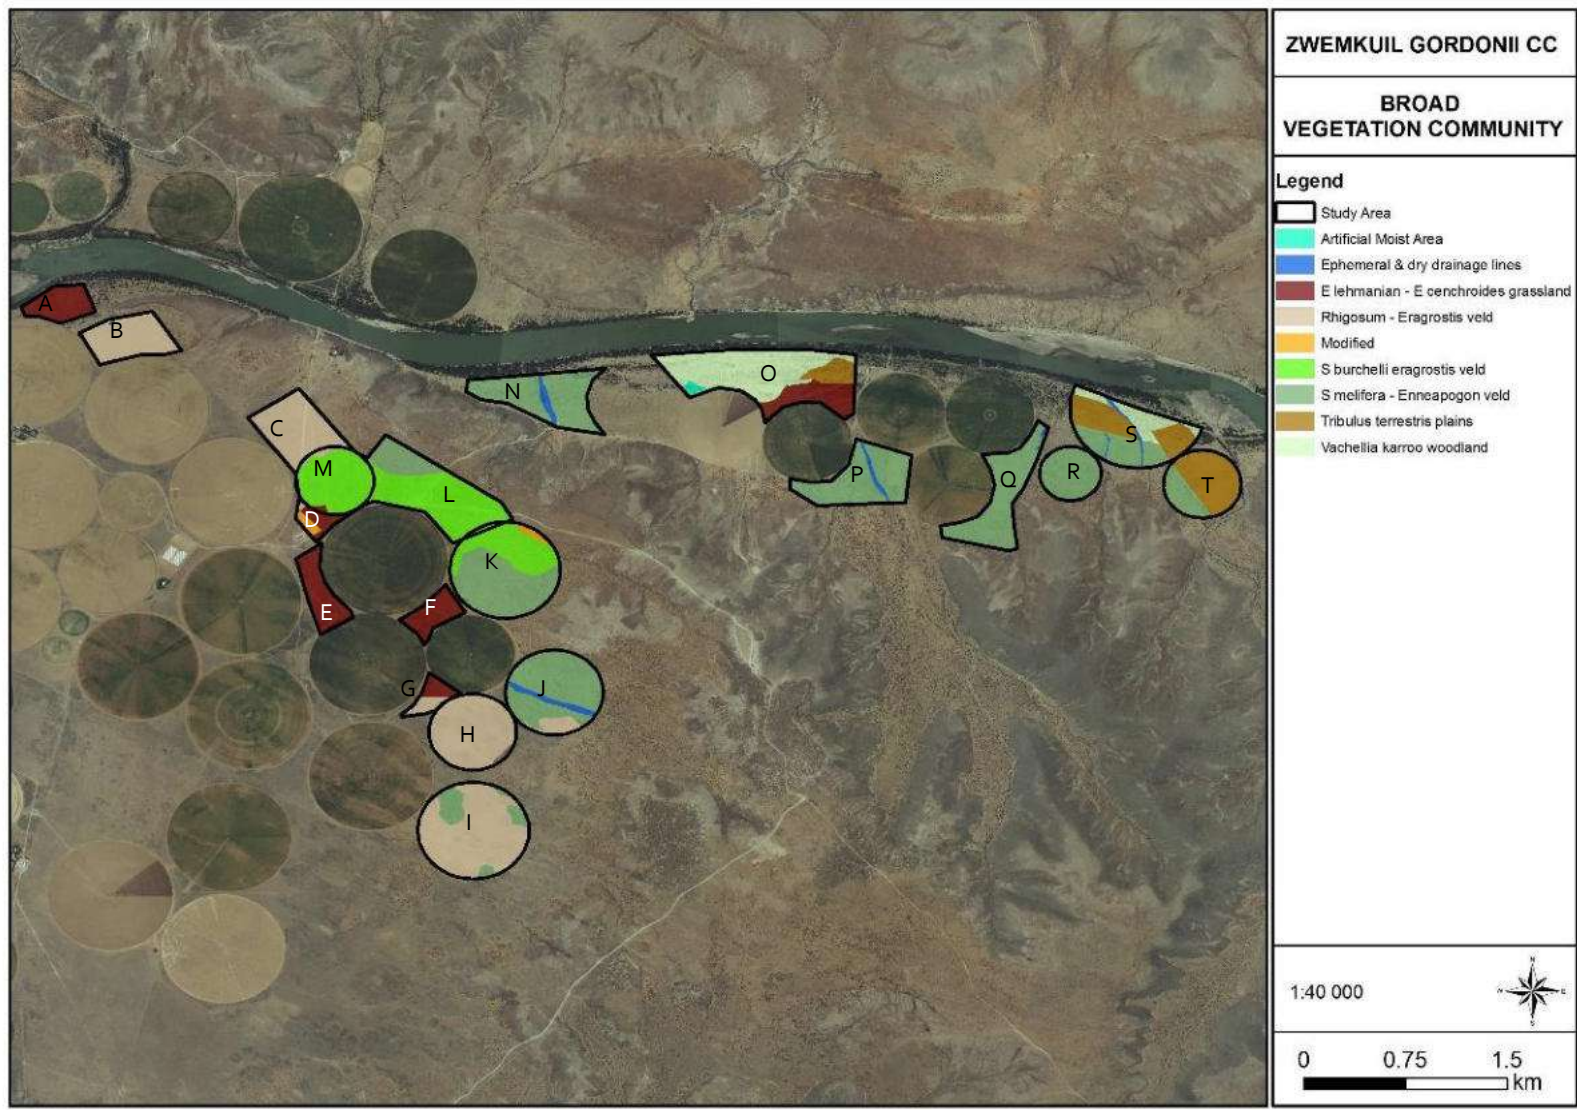 ZWEMKUIL GORDONII CC
BROAD
VEGETATION COMMUNITY
Legend
Study Area
Artificial Moist Area
Ephemeral & dry drainage lines
E lehmanian - E cenchroides grassland
Rhigosum - Eragrostis veld
Modified
S burchelli eragrostis veld
S melifera - Enneapogon veld
Tribulus terrestris plains
Vachellia karroo woodland
A
B
C
M
D
L
K
E
F
G
H
J
I
N
O
P
Q
R
S
T
1:40 000
N
W
E
S
0 0.75 1.5
km